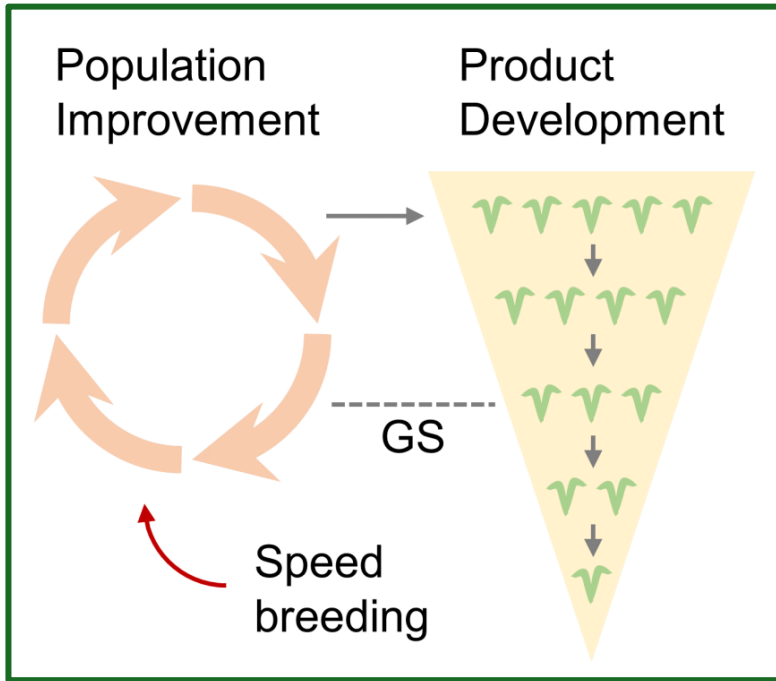 Population
Improvement
Product
Development
GS
Speed
breeding